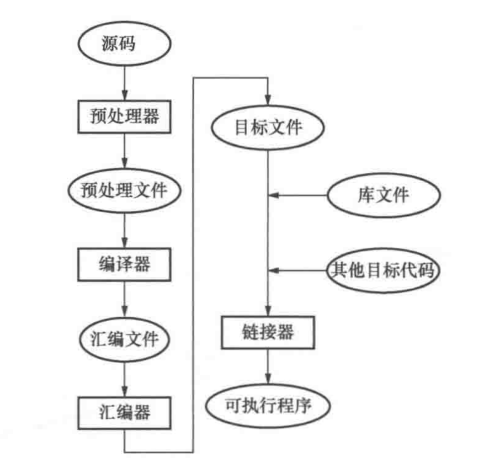 源码
预处理器
预处理文件
编译器
汇编文件
汇编器
目标文件
库文件
其他目标代码
链接器
可执行程序